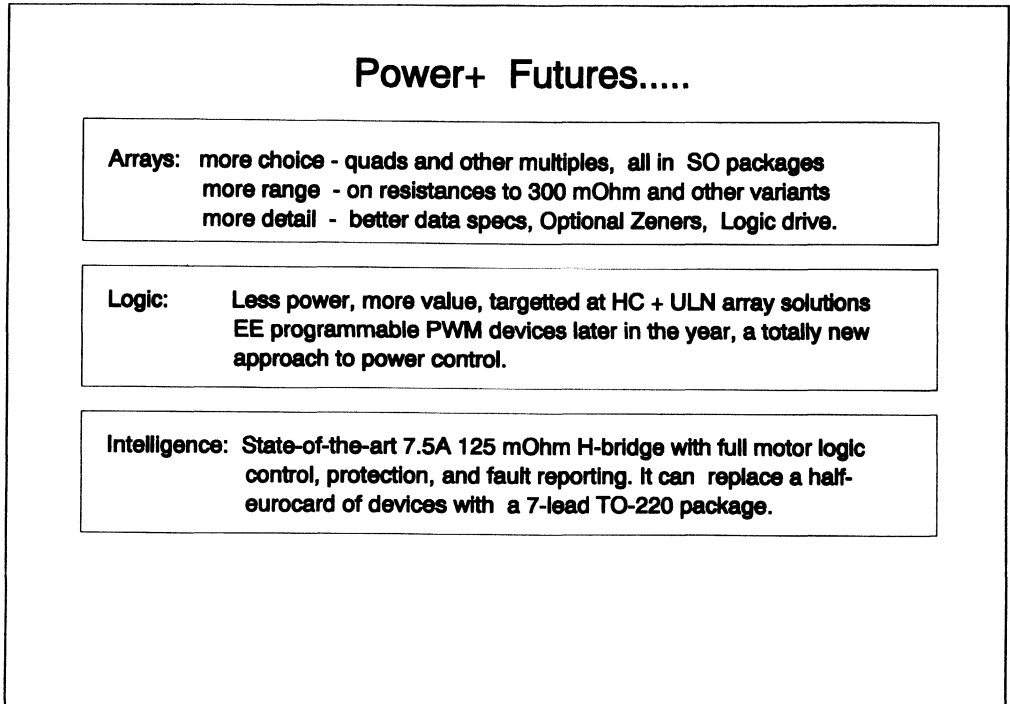 Power+ Futures.....
Arrays: more choice - quads and other multiples, all in SO packages
more range - on resistances to 300 mOhm and other variants
more detail - better data specs, Optional Zeners, Logic drive.
Logic: Less power, more value, targetted at HC + ULN array solutions
EE programmable PWM devices later in the year, a totally new
approach to power control.
Intelligence: State-of-the-art 7.5A 125 mOhm H-bridge with full motor logic
control, protection, and fault reporting. It can replace a half-
eurocard of devices with a 7-lead TO-220 package.